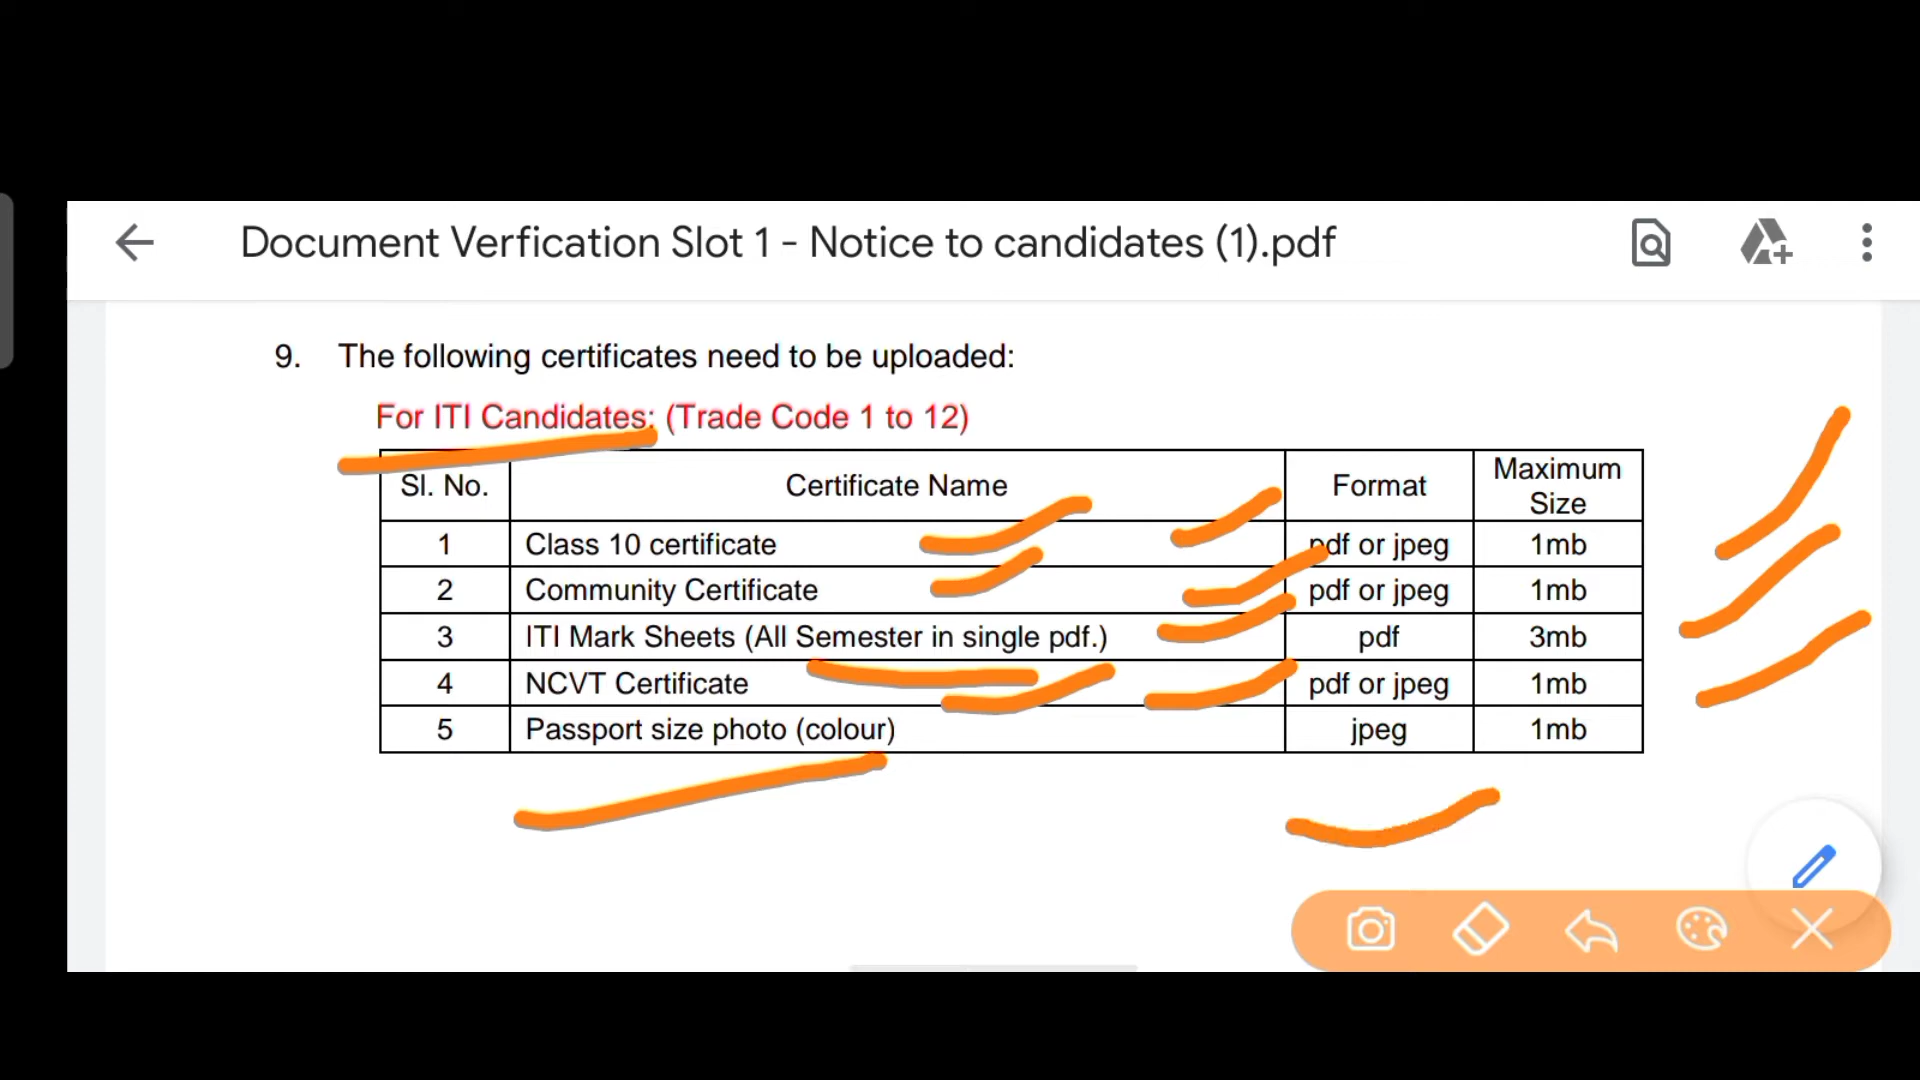 Document Verfication Slot 1 - Notice to candidates (1).pdf
9. The following certificates need to be uploaded:
For ITI Candidates: (Trade Code 1 to 12)
Sl. No. Certificate Name Format Maximum Size
1 Class 10 certificate pdf or jpeg 1mb
2 Community Certificate pdf or jpeg 1mb
3 ITI Mark Sheets (All Semester in single pdf.) pdf 3mb
4 NCVT Certificate pdf or jpeg 1mb
5 Passport size photo (colour) jpeg 1mb